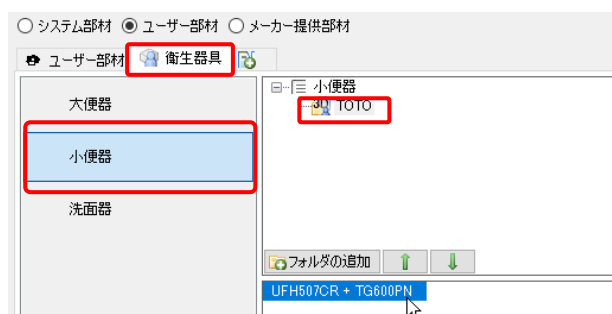 システム部材 ユーザー部材 メーカー提供部材
ユーザー部材 衛生器具
大便器
小便器
洗面器
小便器
3D TOTO
フォルダの追加
UFH507CR + TG600PN